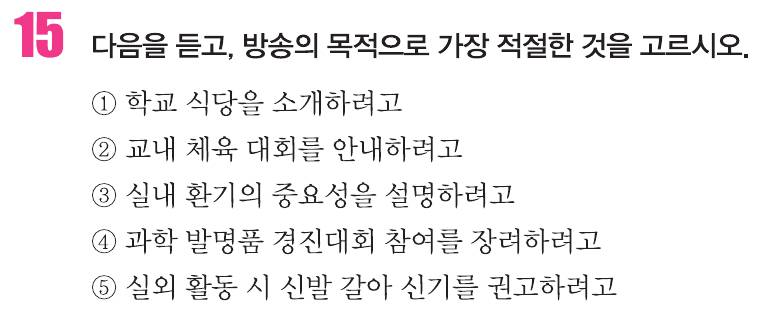 15 다음을 듣고, 방송의 목적으로 가장 적절한 것을 고르시오.
① 학교 식당을 소개하려고
② 교내 체육 대회를 안내하려고
③ 실내 환기의 중요성을 설명하려고
④ 과학 발명품 경진대회 참여를 장려하려고
⑤ 실외 활동 시 신발 갈아 신기를 권고하려고